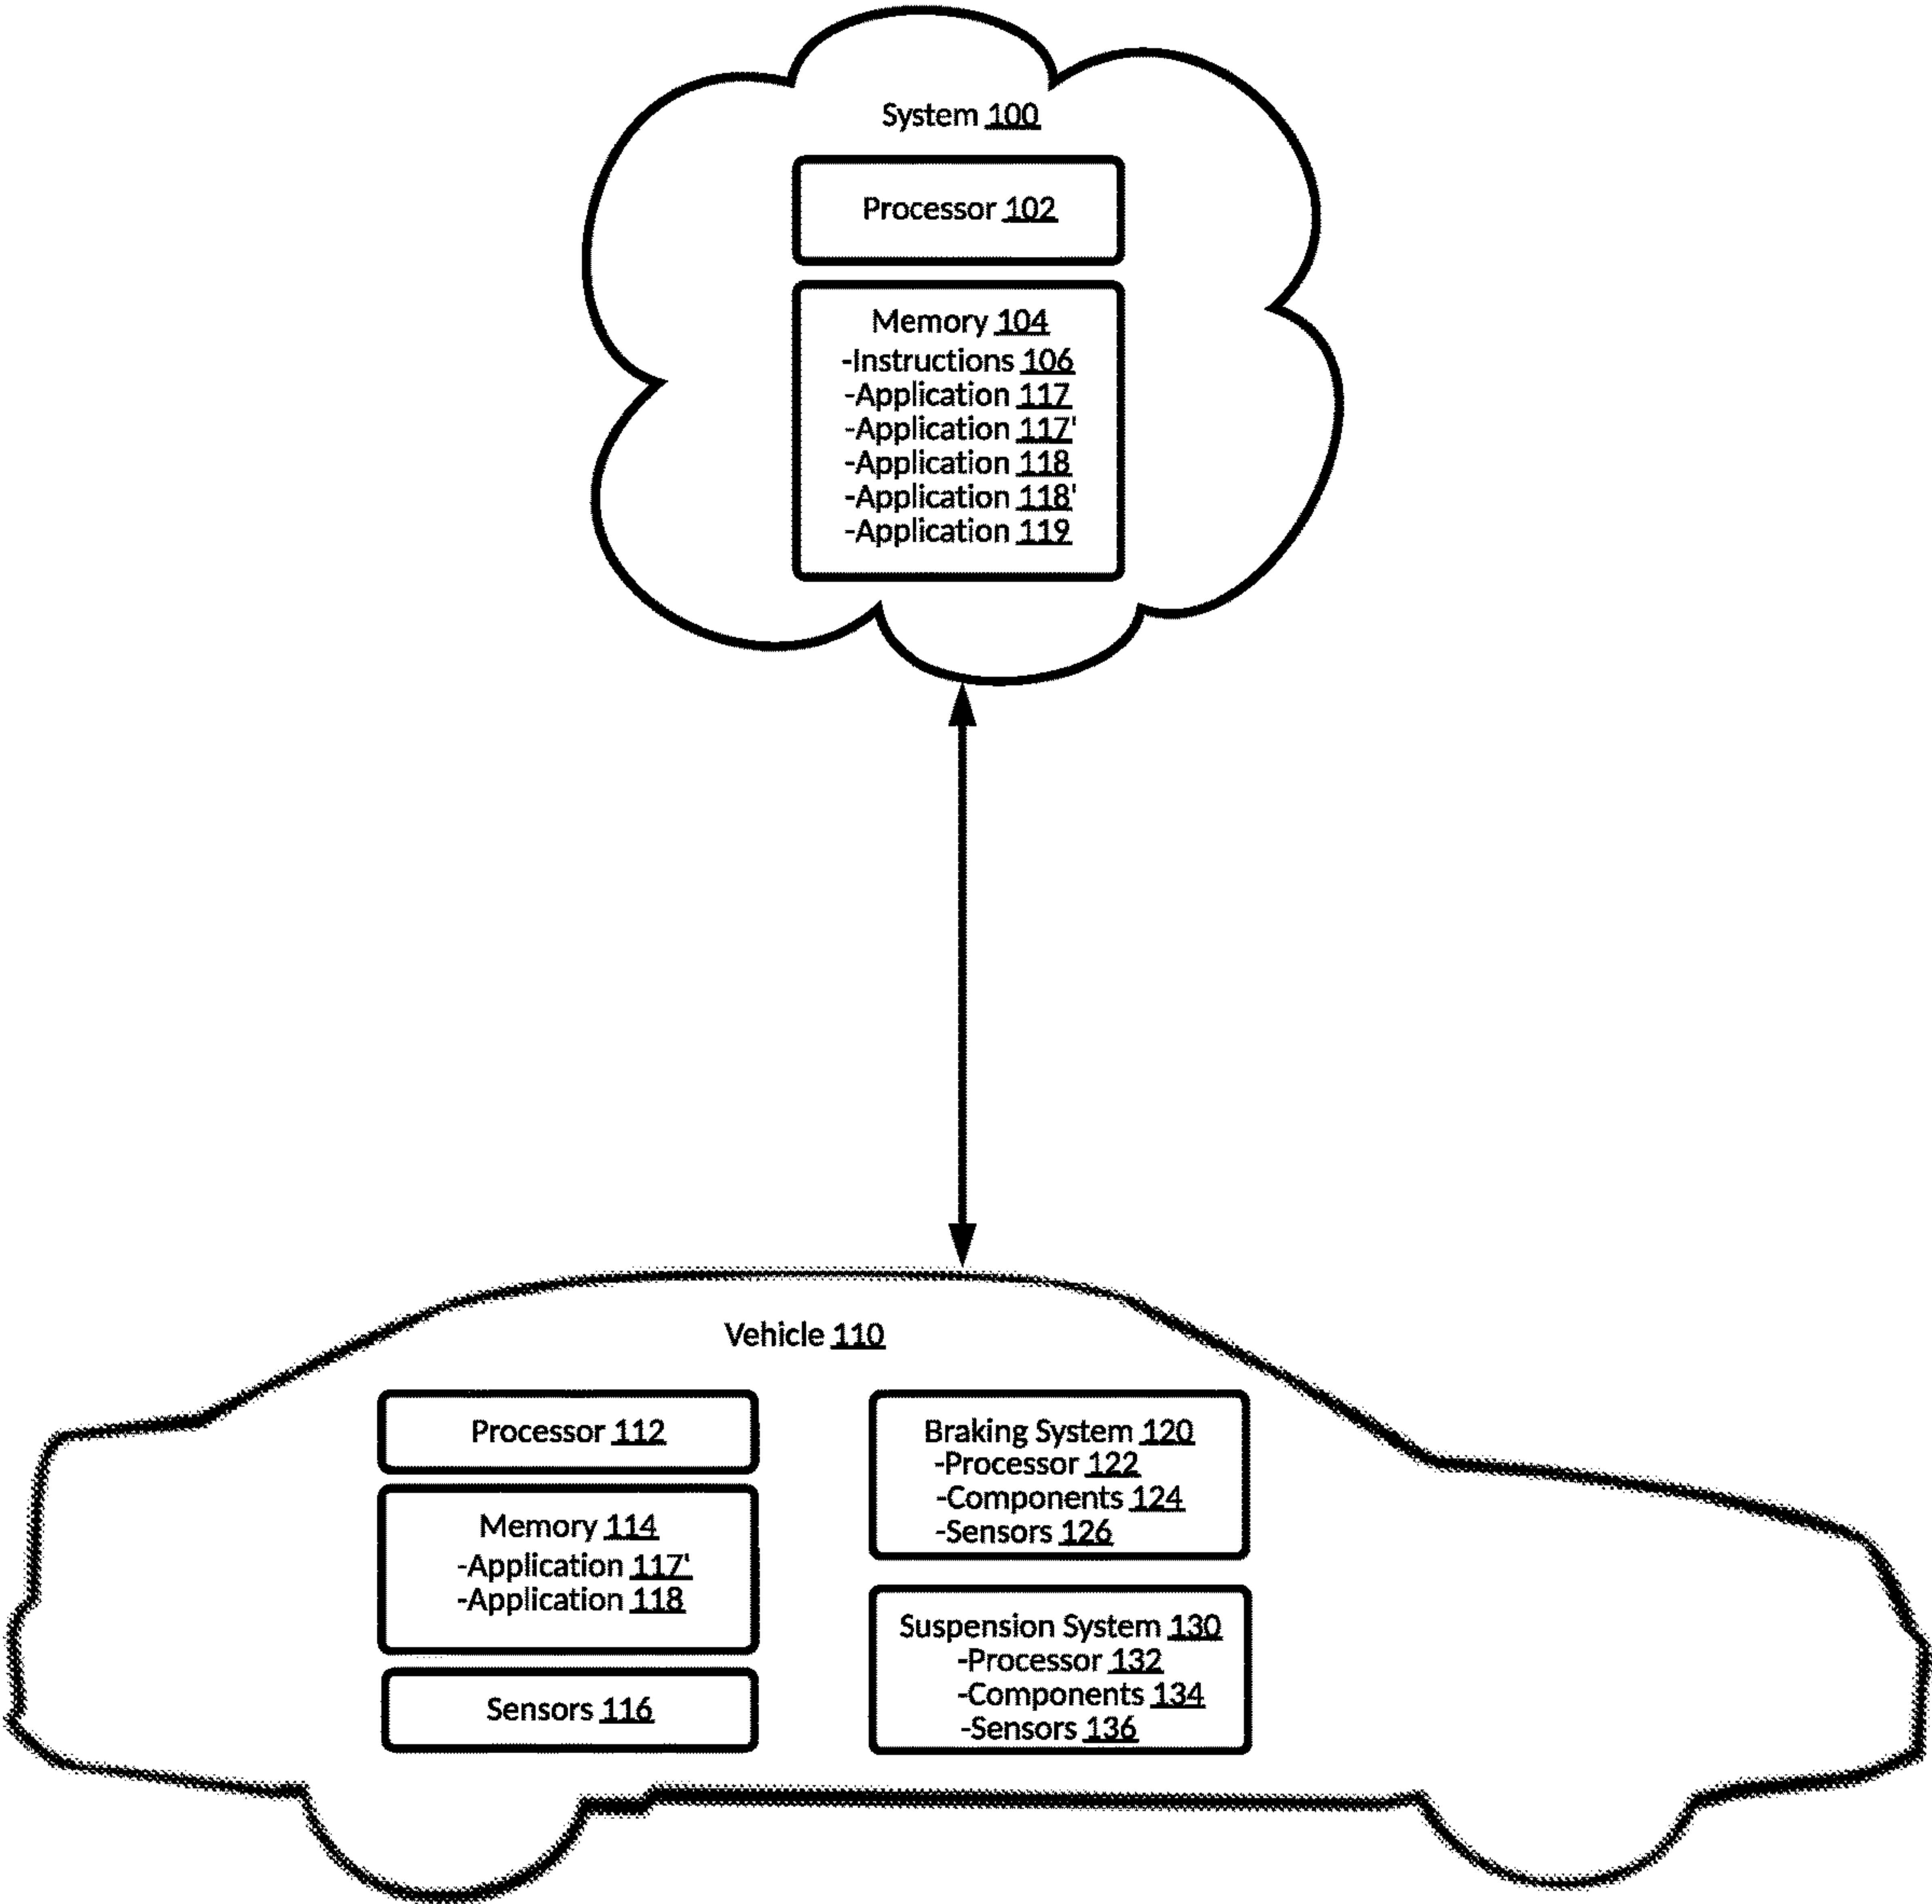 System 100
Processor 102
Memory 104
-Instructions 106
-Application 117
-Application 117'
-Application 118
-Application 118'
-Application 119
Vehicle 110
Processor 112
Memory 114
-Application 117'
-Application 118
Sensors 116
Braking System 120
-Processor 122
-Components 124
-Sensors 126
Suspension System 130
-Processor 132
-Components 134
-Sensors 136